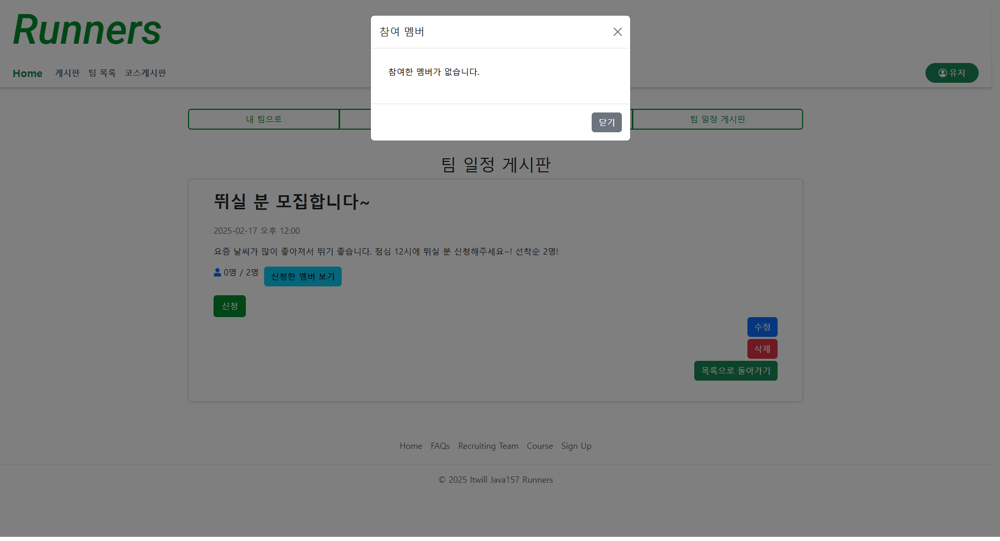 Runners
Home 게시판 팀 목록 코스게시판
유저
참여 멤버
참여한 멤버가 없습니다.
닫기
내 팀으로
팀 일정 게시판
팀 일정 게시판
뛰실 분 모집합니다~
2025-02-17 오후 12:00
요즘 날씨가 많이 좋아져서 뛰기 좋습니다. 점심 12시에 뛰실 분 신청해주세요~! 선착순 2명!
0명 / 2명 신청한 멤버 보기
신청
수정
삭제
목록으로 돌아가기
Home FAQs Recruiting Team Course Sign Up
© 2025 Itwill Java157 Runners